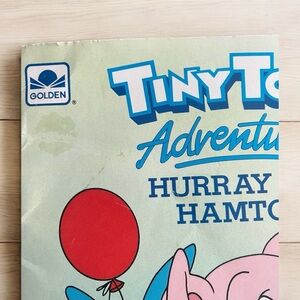 GOLDEN
®
TINY TO
Adventu
HURRAY
HAMTO